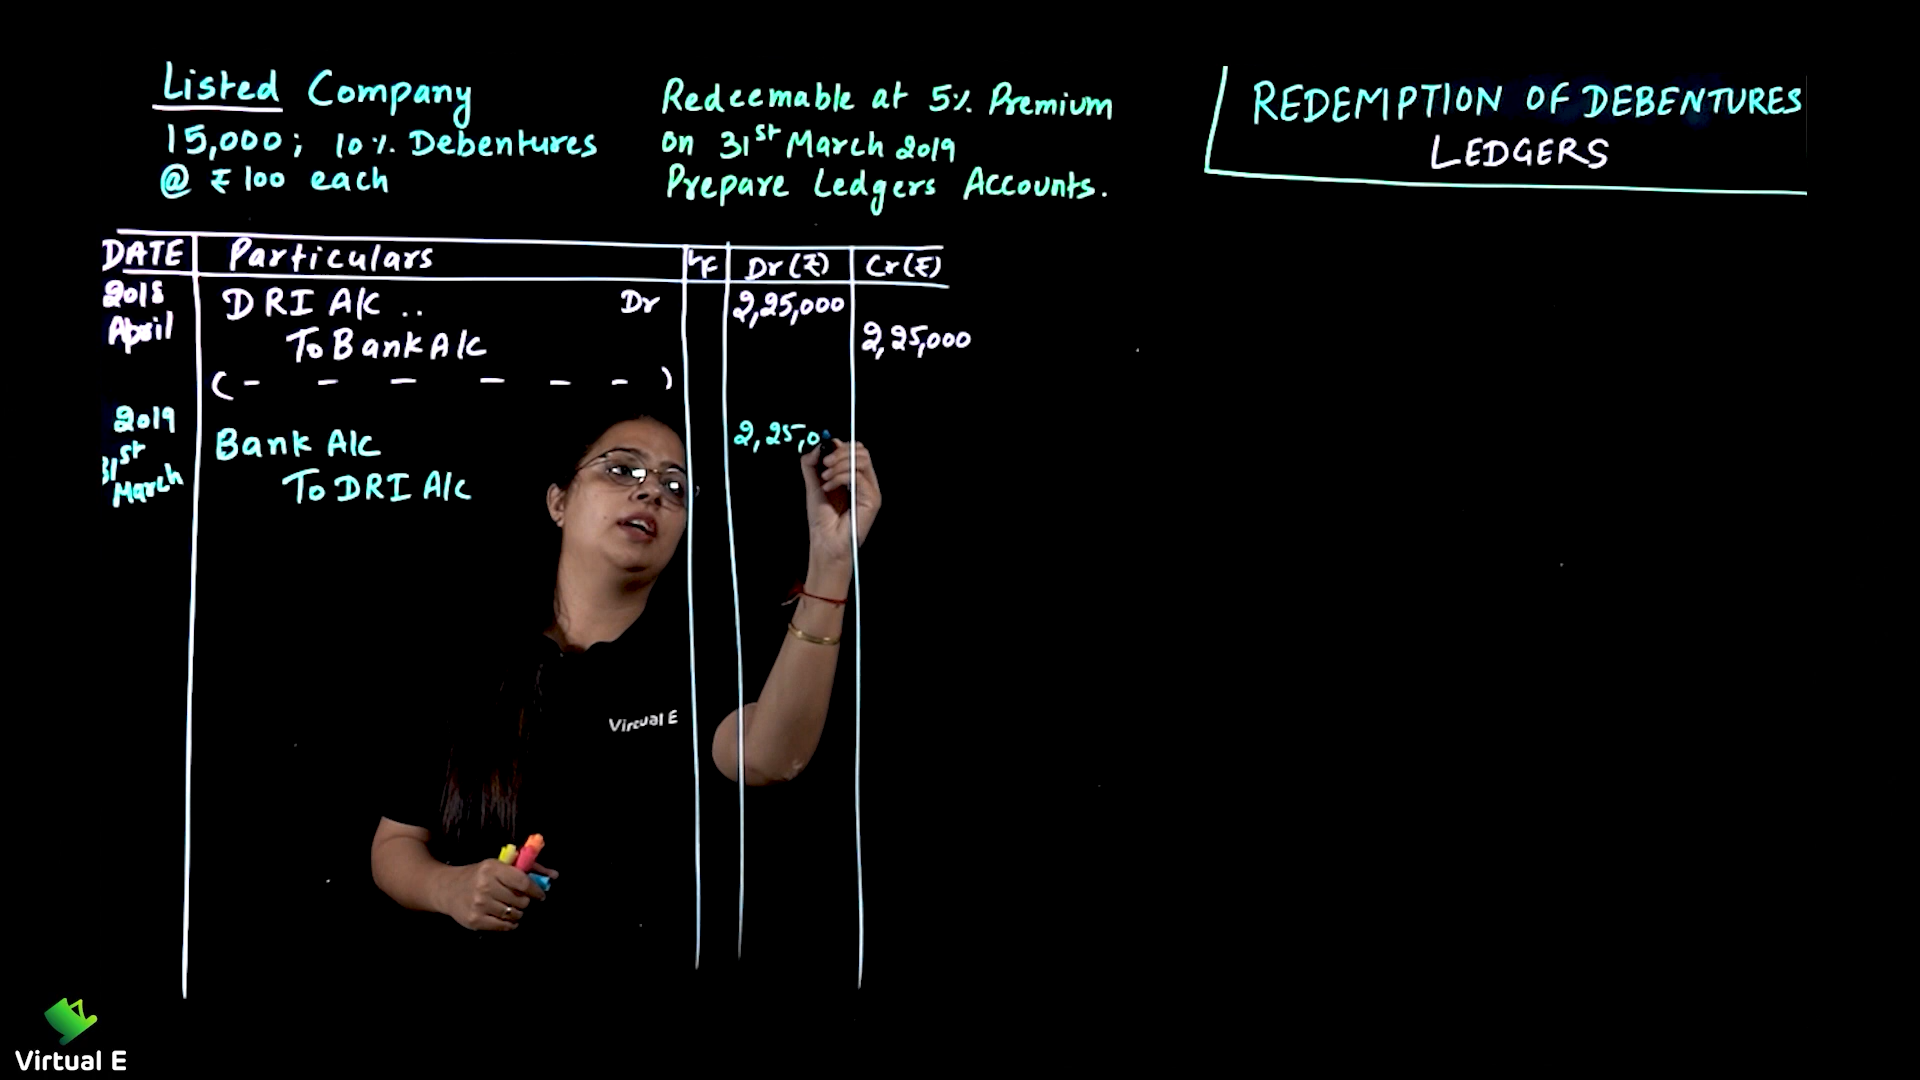 Listed Company
15,000; 10% Debentures
@ ₹100 each
Redeemable at 5% Premium
on 31st March 2019
Prepare Ledgers Accounts.
REDEMPTION OF DEBENTURES
LEDGERS
DATE Particulars LF Dr (₹) Cr (₹)
2018 DRI A/C .. Dr 2,25,000
April To Bank A/C 2,25,000
( - - - - - - )
2019 Bank A/C 2,25,0
31st March To DRI A/C
Virtual E
Virtual E